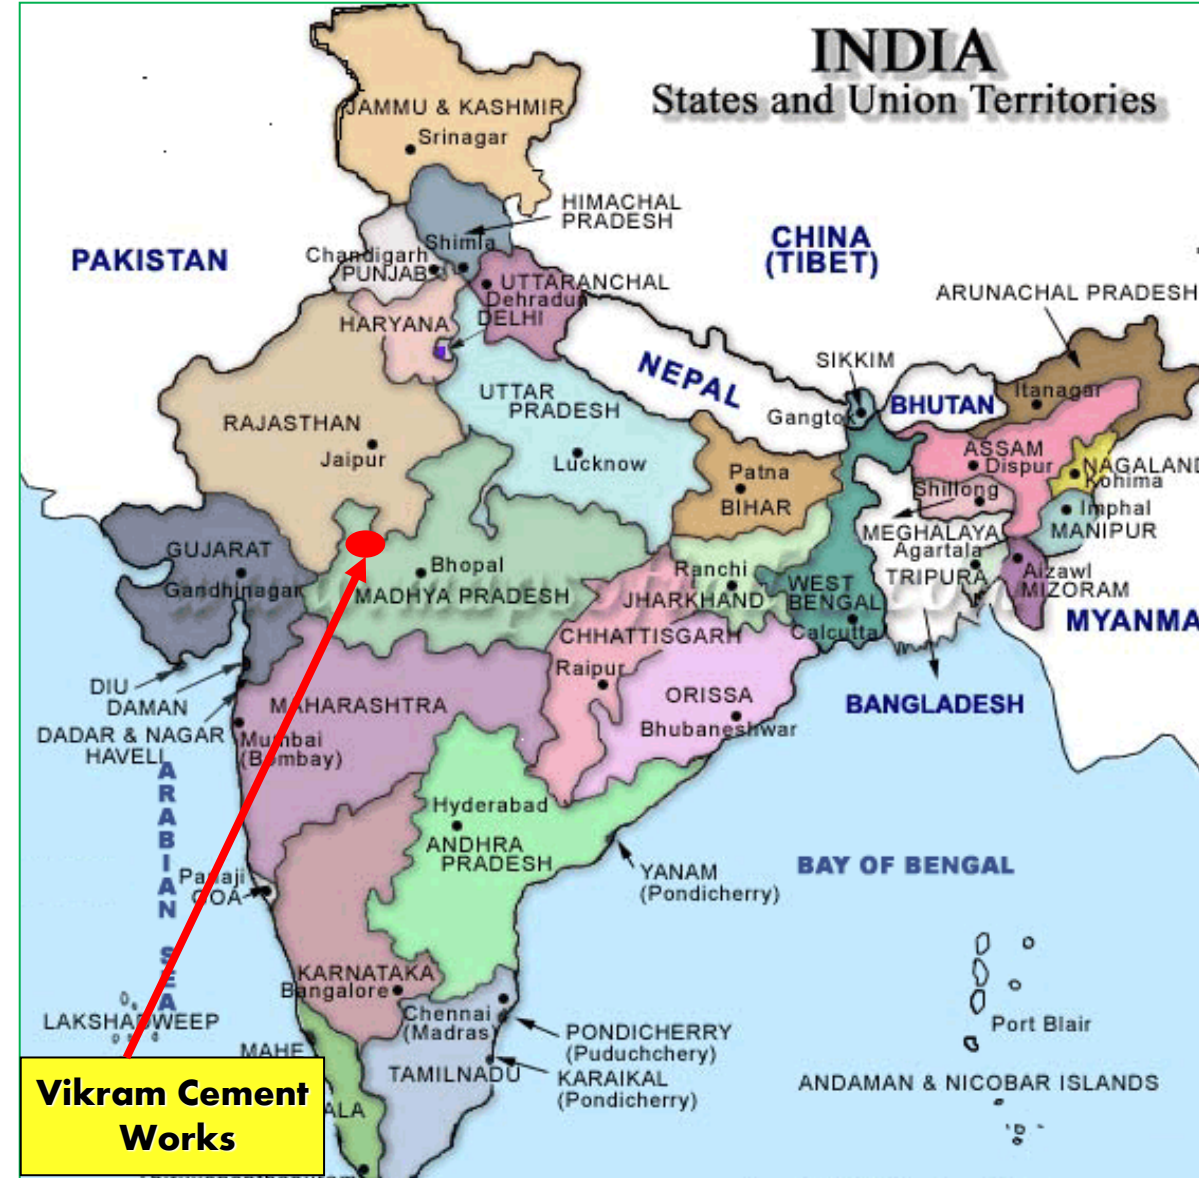 INDIA
States and Union Territories
JAMMU & KASHMIR
Srinagar
HIMACHAL
PRADESH
CHINA
(TIBET)
PAKISTAN
Shimla
Chandigarh
PUNJAB
UTTARANCHAL
Dehradun
ARUNACHAL PRADESH
HARYANA
DELHI
NEPAL
SIKKIM
UTTAR
PRADESH
Itanagar
BHUTAN
Gangtok
RAJASTHAN
Jaipur
Lucknow
ASSAM
Dispur
NAGALAND
Kohima
Patna
BIHAR
Shillong
Imphal
MANIPUR
MEGHALAYA
GUJARAT
Gandhinagar
Bhopal
MADHYA PRADESH
Ranchi
JHARKHAND
WEST
BENGAL
Calcutta
Agartala
TRIPURA
Aizawl
MIZORAM
MYANMA
CHHATTISGARH
Raipur
DIU
DAMAN
DADAR & NAGAR
HAVELI
MAHARASHTRA
Mumbai
(Bombay)
ORISSA
Bhubaneshwar
BANGLADESH
ARABIAN SEA
Hyderabad
ANDHRA
PRADESH
YANAM
(Pondicherry)
BAY OF BENGAL
Panaji
GOA
KARNATAKA
Bangalore
Chennai
(Madras)
LAKSHADWEEP
PONDICHERRY
(Puduchchery)
Port Blair
MAHE
TAMILNADU
KARAIKAL
(Pondicherry)
ANDAMAN & NICOBAR ISLANDS
Vikram Cement
Works
ALA